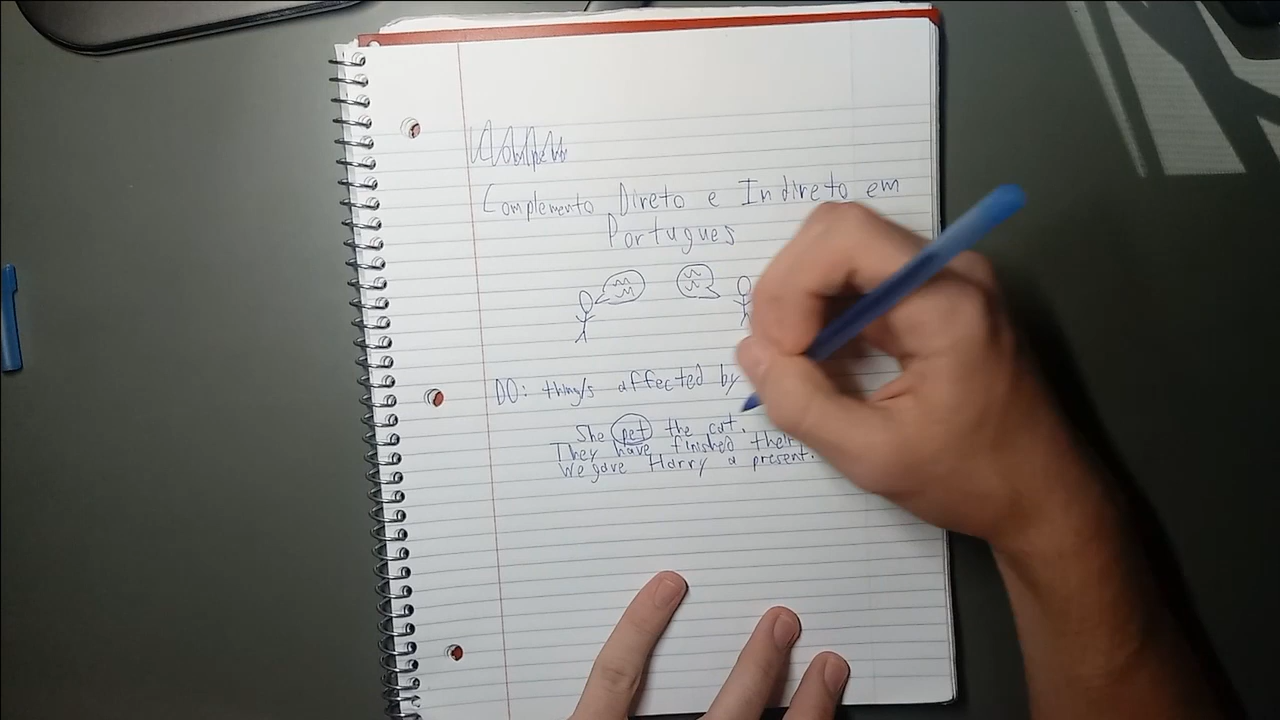 Complemento Direto e Indireto em
Portugues
DO: thing/s affected by
She pet the cat.
They have finished their
We gave Harry a present.